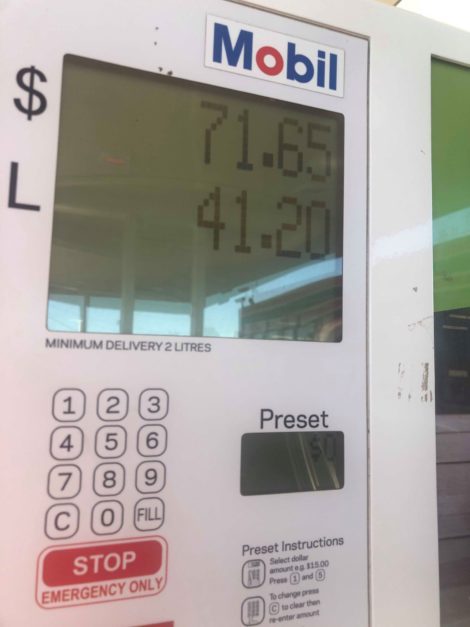 Mobil
$ 71.65
L 41.20
MINIMUM DELIVERY 2 LITRES
1 2 3
4 5 6
7 8 9
C 0 FILL
STOP
EMERGENCY ONLY
Preset
$0
Preset Instructions
Select dollar
amount e.g. $15.00
Press 1 and 5
To change press
C to clear then
re-enter amount